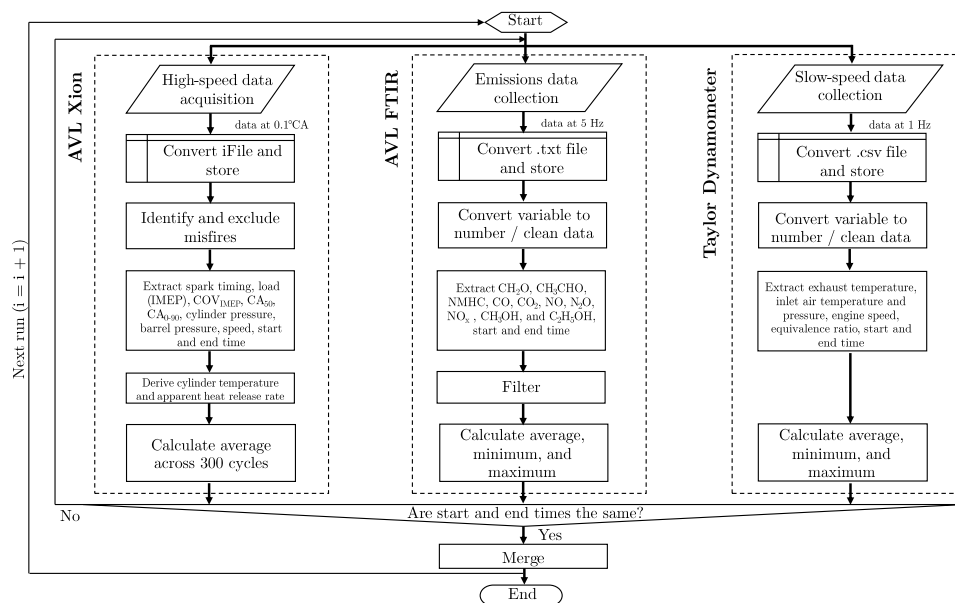 Start
Next run (i = i + 1)
AVL Xion
High-speed data
acquisition
data at 0.1°CA
Convert iFile and
store
Identify and exclude
misfires
Extract spark timing, load
(IMEP), COV_IMEP, CA₅₀,
CA₀₋₉₀, cylinder pressure,
barrel pressure, speed, start
and end time
Derive cylinder temperature
and apparent heat release rate
Calculate average
across 300 cycles
AVL FTIR
Emissions data
collection
data at 5 Hz
Convert .txt file
and store
Convert variable to
number / clean data
Extract CH₂O, CH₃CHO,
NMHC, CO, CO₂, NO, N₂O,
NOₓ , CH₃OH, and C₂H₅OH,
start and end time
Filter
Calculate average,
minimum, and
maximum
Taylor Dynamometer
Slow-speed data
collection
data at 1 Hz
Convert .csv file
and store
Convert variable to
number / clean data
Extract exhaust temperature,
inlet air temperature and
pressure, engine speed,
equivalence ratio, start and
end time
Calculate average,
minimum, and
maximum
Are start and end times the same?
No
Yes
Merge
End